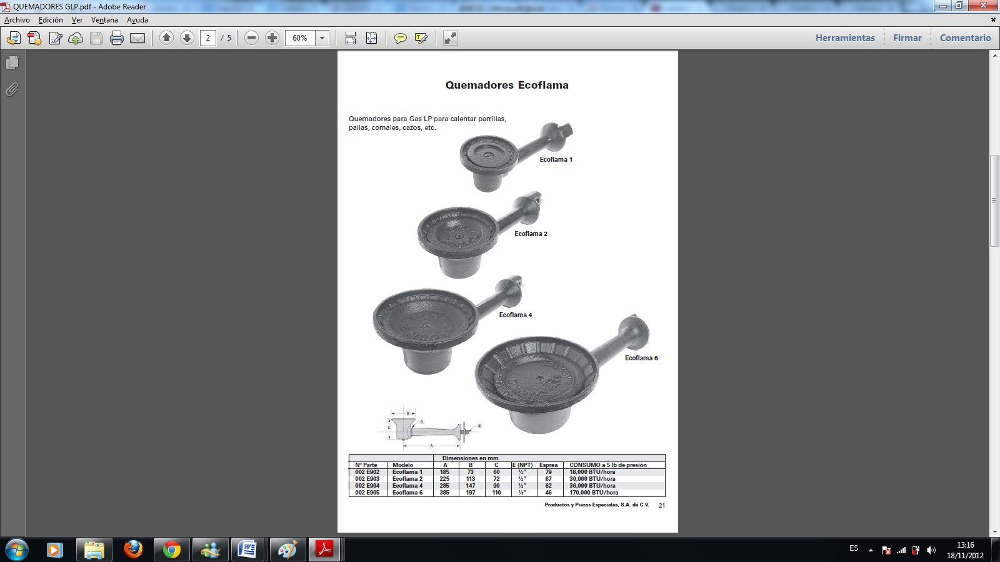 QUEMADORES GLP.pdf - Adobe Reader
Archivo Edición Ver Ventana Ayuda
2 / 5 60% Herramientas Firmar Comentario
Quemadores Ecoflama
Quemadores para Gas LP para calentar parrillas,
pailas, comales, cazos, etc.
Ecoflama 1
Ecoflama 2
Ecoflama 4
Ecoflama 6
B
C D E
A
Dimensiones en mm
Nº Parte Modelo A B C E (NPT) Esprea CONSUMO a 5 lb de presión
002 E902 Ecoflama 1 185 73 60 ½” 79 18,000 BTU/hora
002 E903 Ecoflama 2 225 113 72 ½” 67 30,000 BTU/hora
002 E904 Ecoflama 4 285 147 90 ½” 62 36,000 BTU/hora
002 E905 Ecoflama 6 385 197 110 ½” 46 170,000 BTU/hora
Productos y Piezas Especiales, S.A. de C.V. 21
ES 13:16
18/11/2012